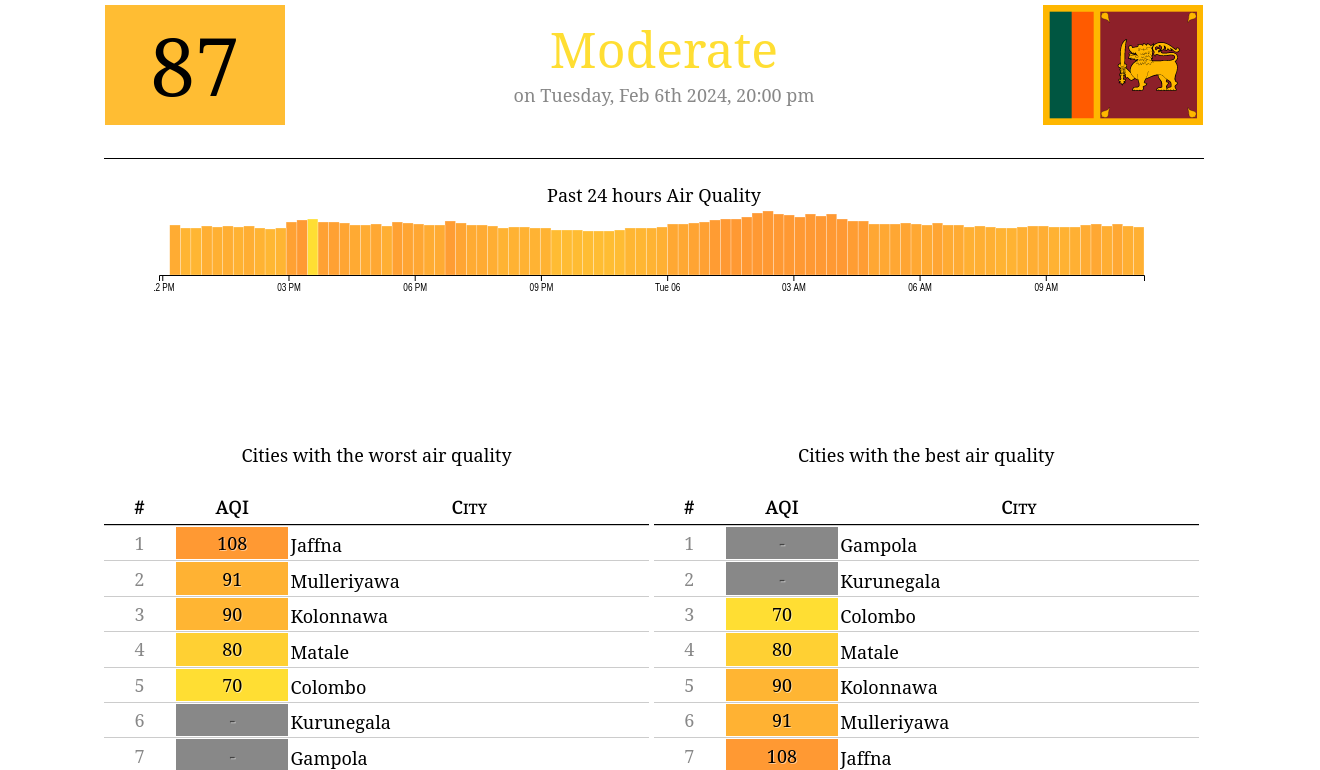 87
Moderate
on Tuesday, Feb 6th 2024, 20:00 pm
Past 24 hours Air Quality
.2 PM 03 PM 06 PM 09 PM Tue 06 03 AM 06 AM 09 AM
Cities with the worst air quality
# AQI City
1 108 Jaffna
2 91 Mulleriyawa
3 90 Kolonnawa
4 80 Matale
5 70 Colombo
6 - Kurunegala
7 - Gampola
Cities with the best air quality
# AQI City
1 - Gampola
2 - Kurunegala
3 70 Colombo
4 80 Matale
5 90 Kolonnawa
6 91 Mulleriyawa
7 108 Jaffna